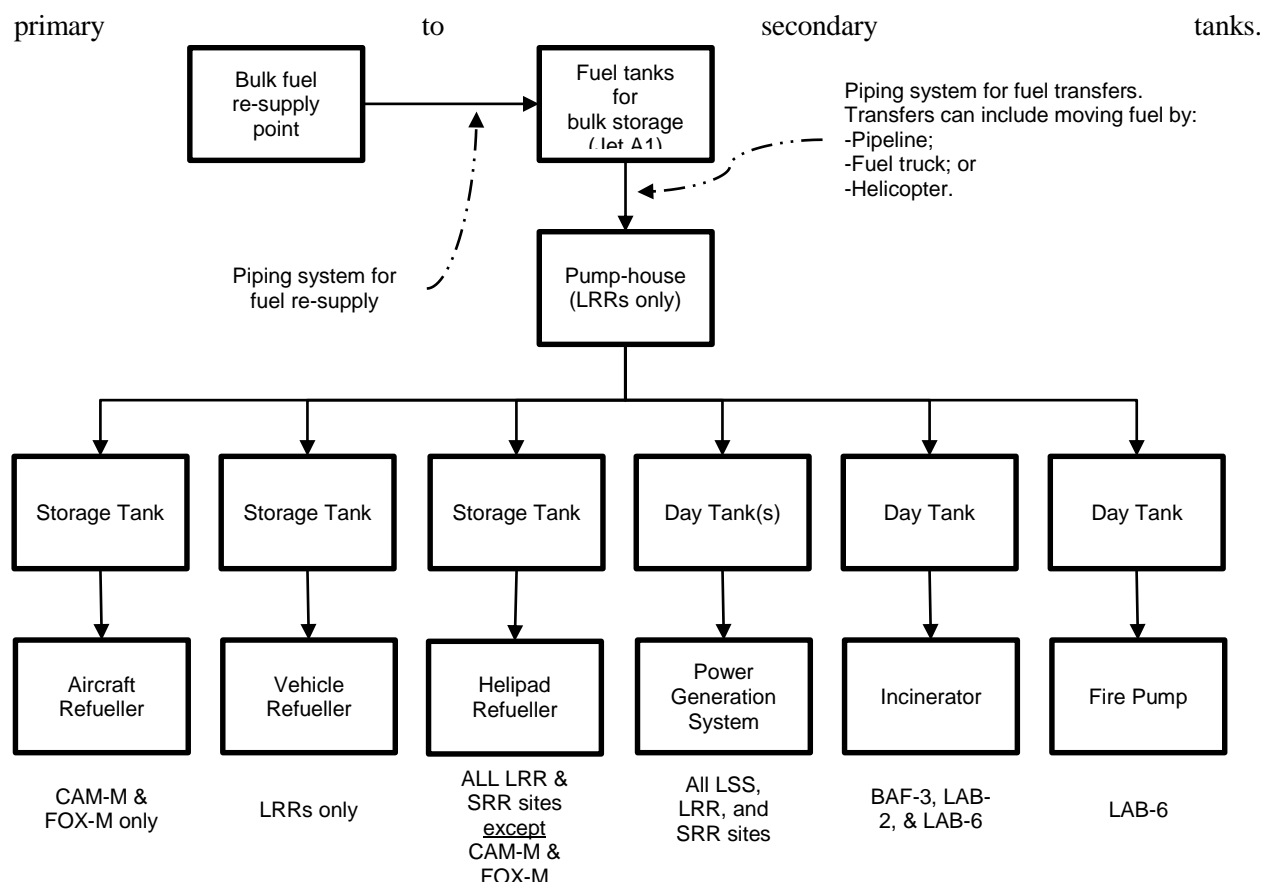 primary to secondary tanks.
Bulk fuel
re-supply
point
Fuel tanks
for
bulk storage
(Jet A1)
Piping system for fuel transfers.
Transfers can include moving fuel by:
-Pipeline;
-Fuel truck; or
-Helicopter.
Piping system for
fuel re-supply
Pump-house
(LRRs only)
Storage Tank
Storage Tank
Storage Tank
Day Tank(s)
Day Tank
Day Tank
Aircraft
Refueller
Vehicle
Refueller
Helipad
Refueller
Power
Generation
System
Incinerator
Fire Pump
CAM-M &
FOX-M only
LRRs only
ALL LRR &
SRR sites
except
CAM-M &
FOX-M
All LSS,
LRR, and
SRR sites
BAF-3, LAB-
2, & LAB-6
LAB-6